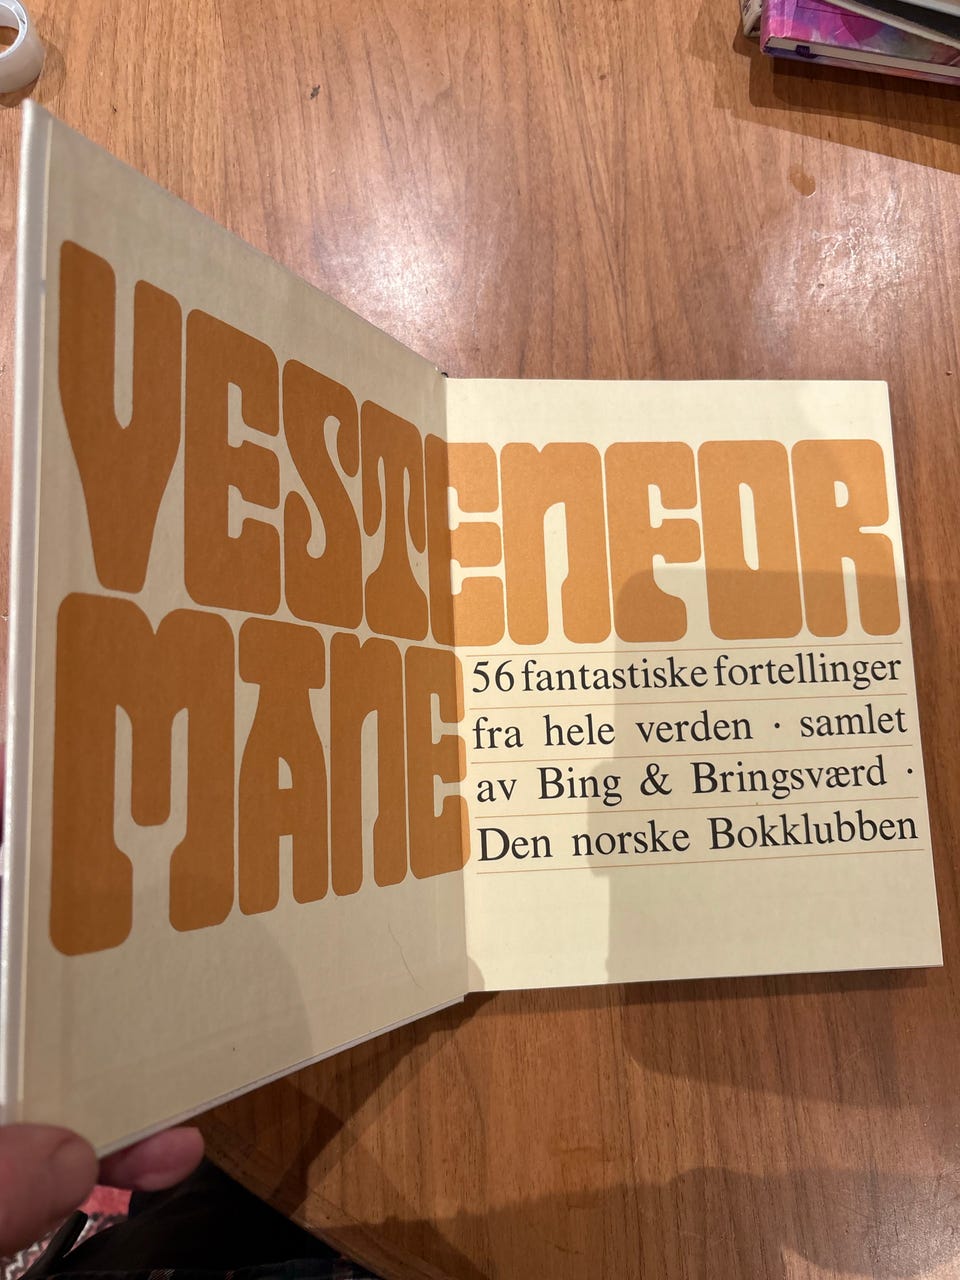 VESTENFOR
MÅNE
56 fantastiske fortellinger
fra hele verden · samlet
av Bing & Bringsværd ·
Den norske Bokklubben